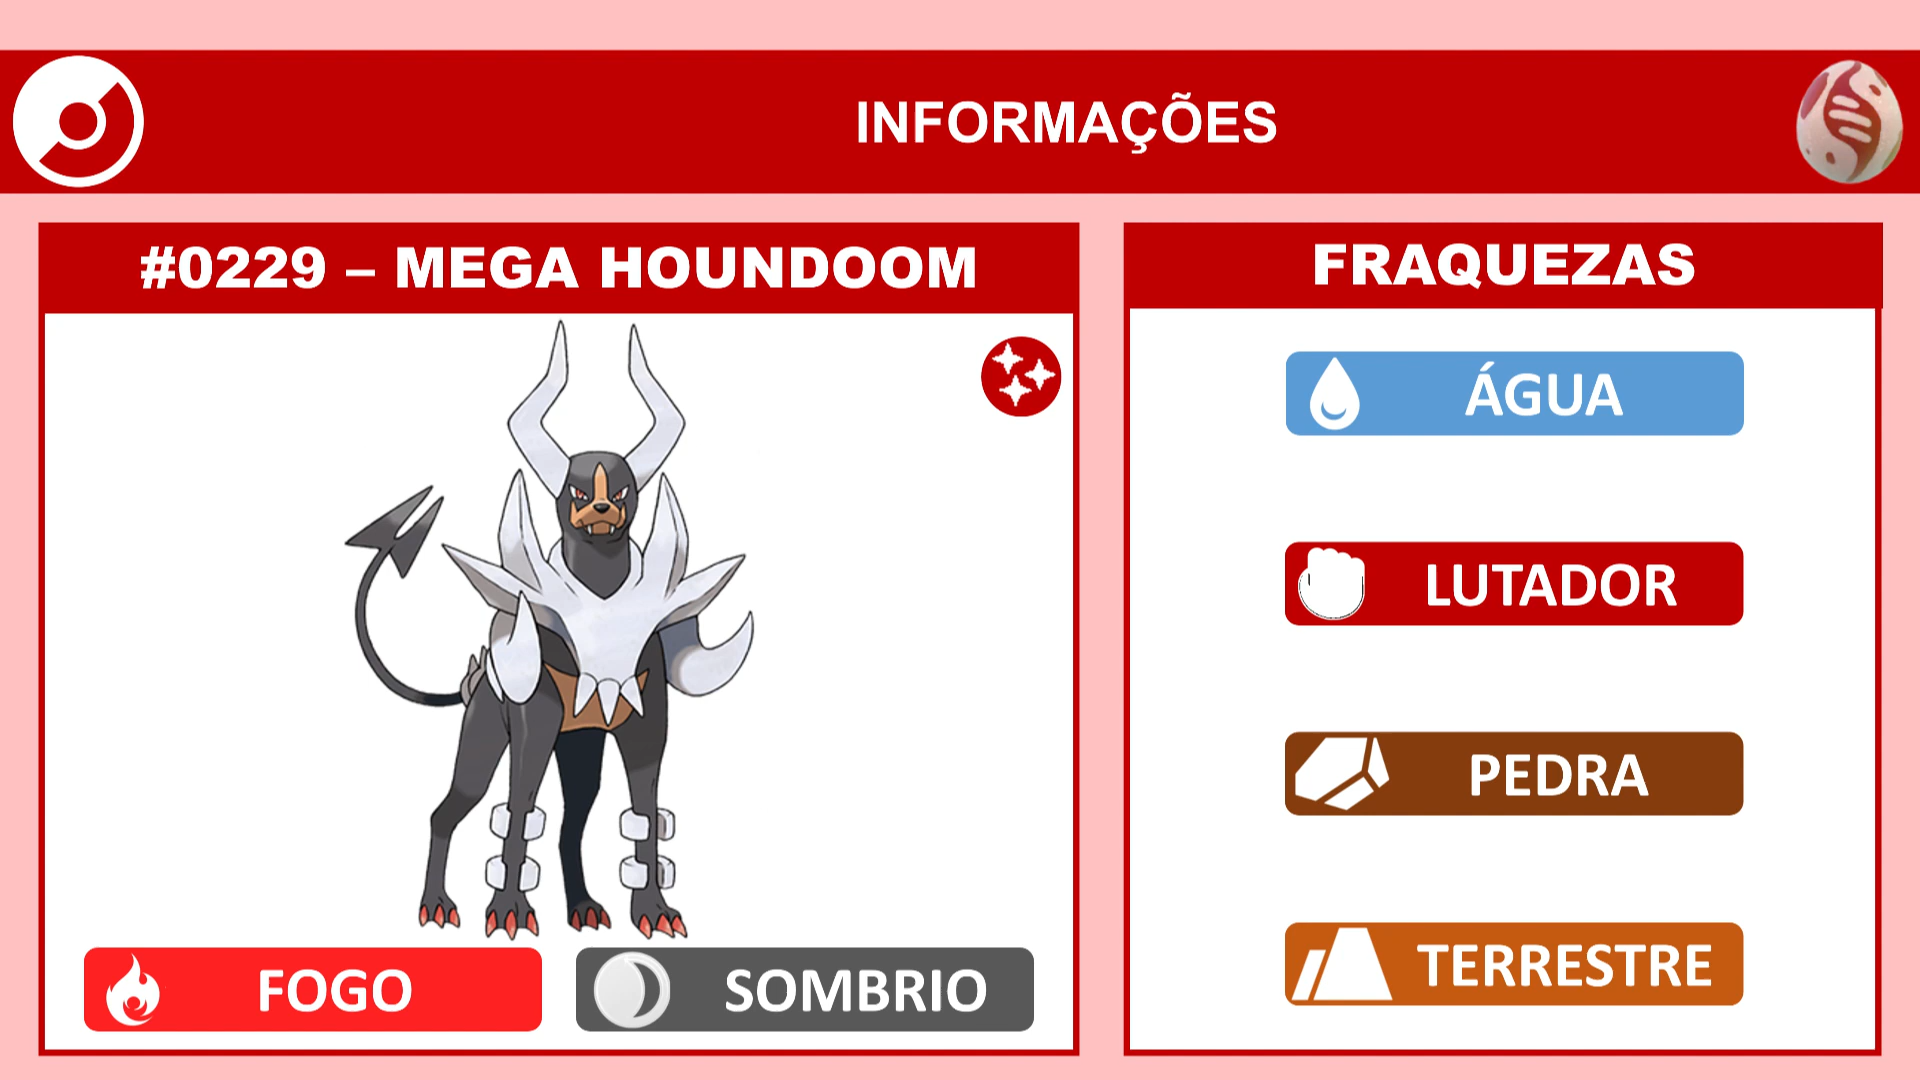 INFORMAÇÕES
#0229 – MEGA HOUNDOOM
FOGO
SOMBRIO
FRAQUEZAS
ÁGUA
LUTADOR
PEDRA
TERRESTRE